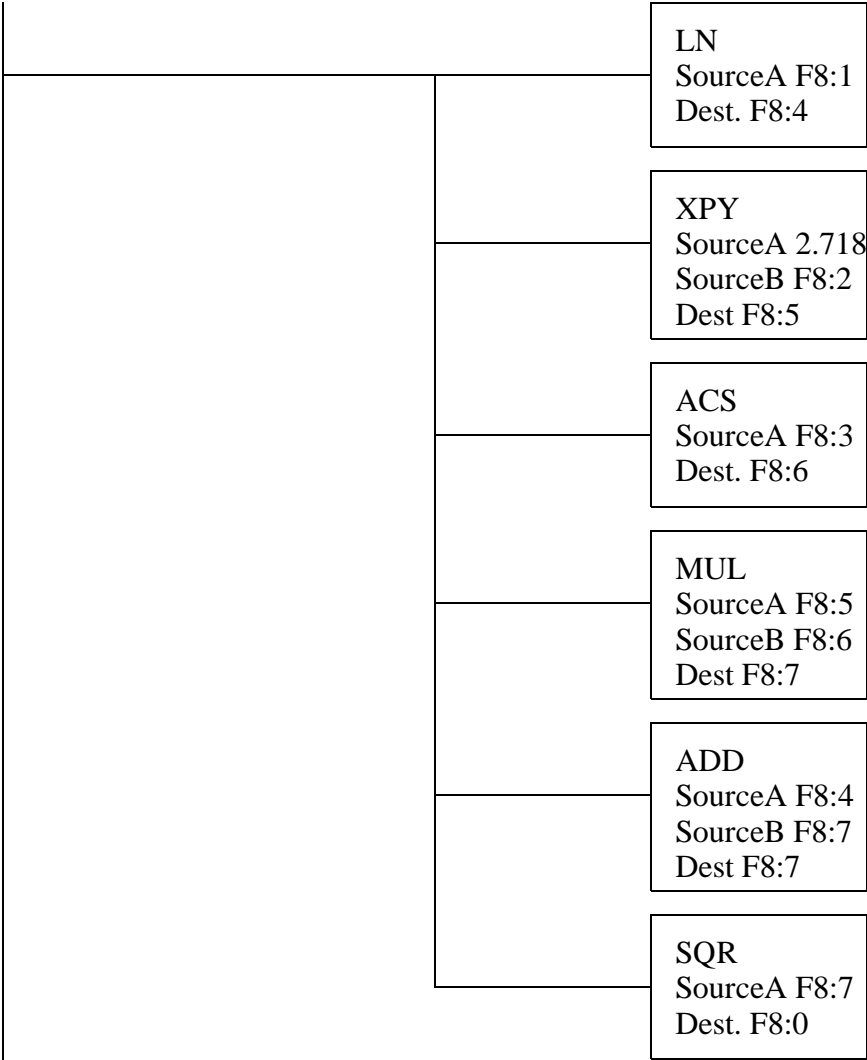 LN
SourceA F8:1
Dest. F8:4
XPY
SourceA 2.718
SourceB F8:2
Dest F8:5
ACS
SourceA F8:3
Dest. F8:6
MUL
SourceA F8:5
SourceB F8:6
Dest F8:7
ADD
SourceA F8:4
SourceB F8:7
Dest F8:7
SQR
SourceA F8:7
Dest. F8:0